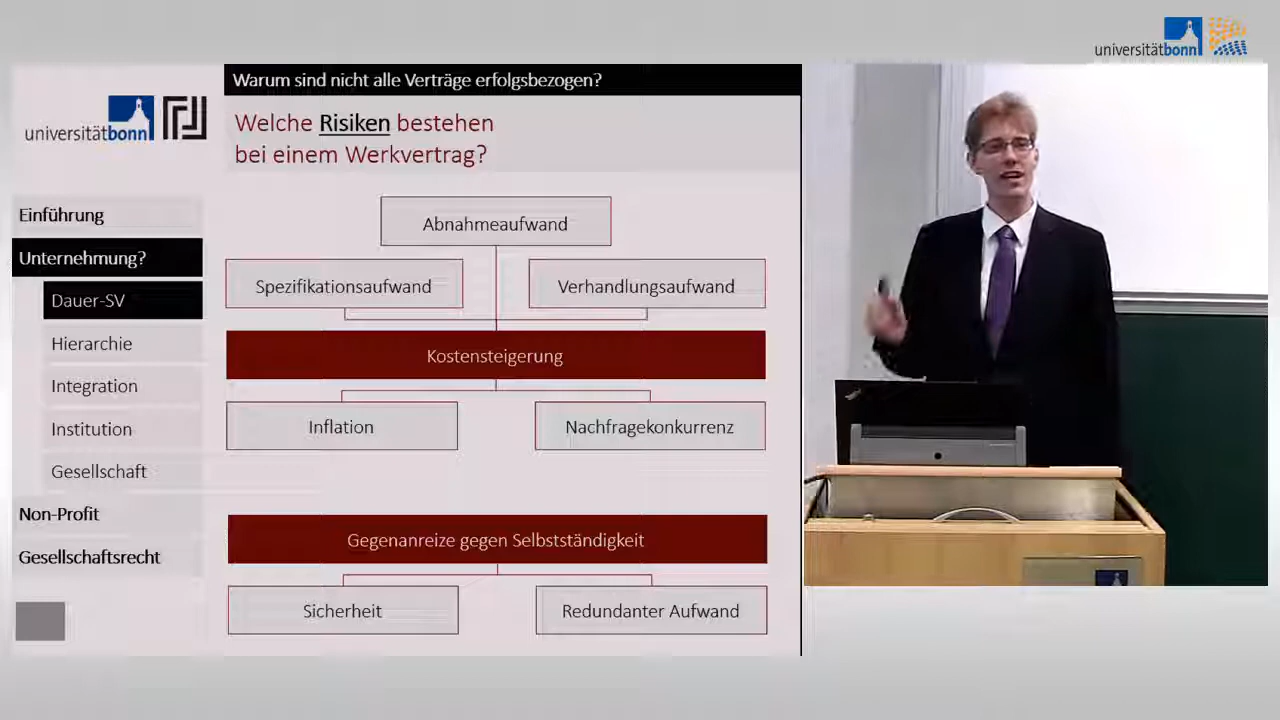 universitätbonn
Warum sind nicht alle Verträge erfolgsbezogen?
universitätbonn
Welche Risiken bestehen
bei einem Werkvertrag?
Einführung
Unternehmung?
Dauer-SV
Hierarchie
Integration
Institution
Gesellschaft
Non-Profit
Gesellschaftsrecht
Abnahmeaufwand
Spezifikationsaufwand
Verhandlungsaufwand
Kostensteigerung
Inflation
Nachfragekonkurrenz
Gegenanreize gegen Selbstständigkeit
Sicherheit
Redundanter Aufwand